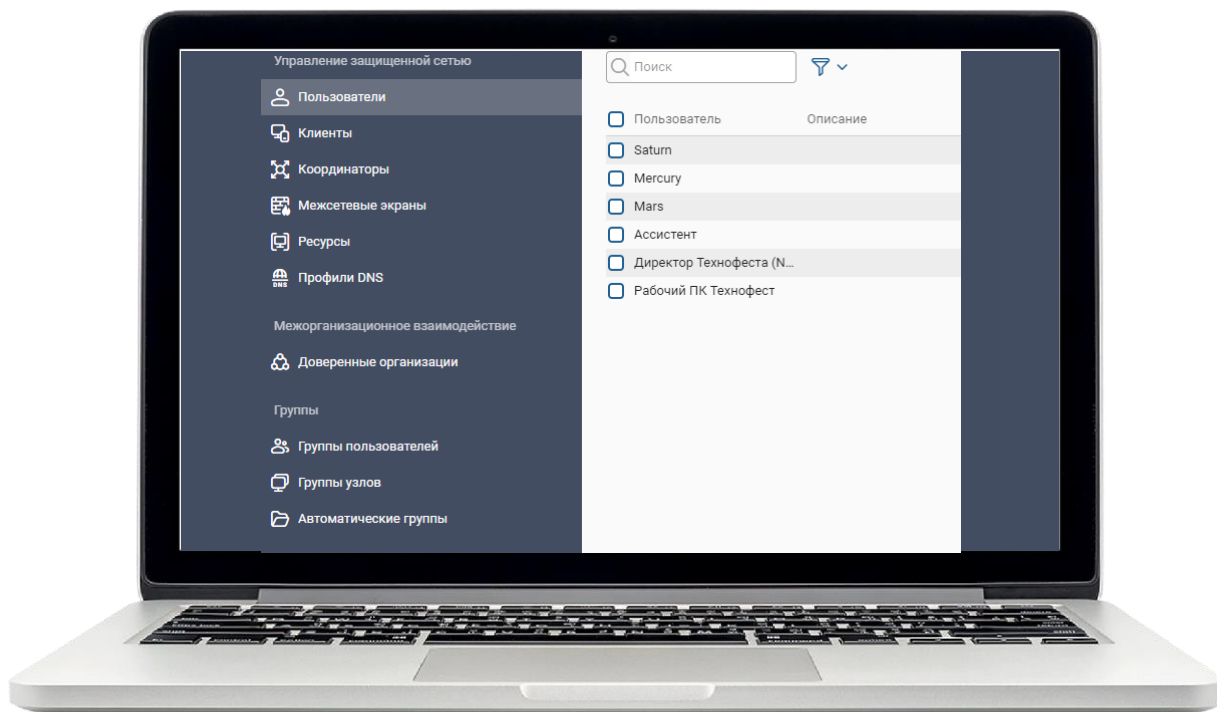 Управление защищенной сетью
Пользователи
Клиенты
Координаторы
Межсетевые экраны
Ресурсы
DNS
Профили DNS
Межорганизационное взаимодействие
Доверенные организации
Группы
Группы пользователей
Группы узлов
Автоматические группы
Поиск
Пользователь Описание
Saturn
Mercury
Mars
Ассистент
Директор Технофеста (N...
Рабочий ПК Технофест